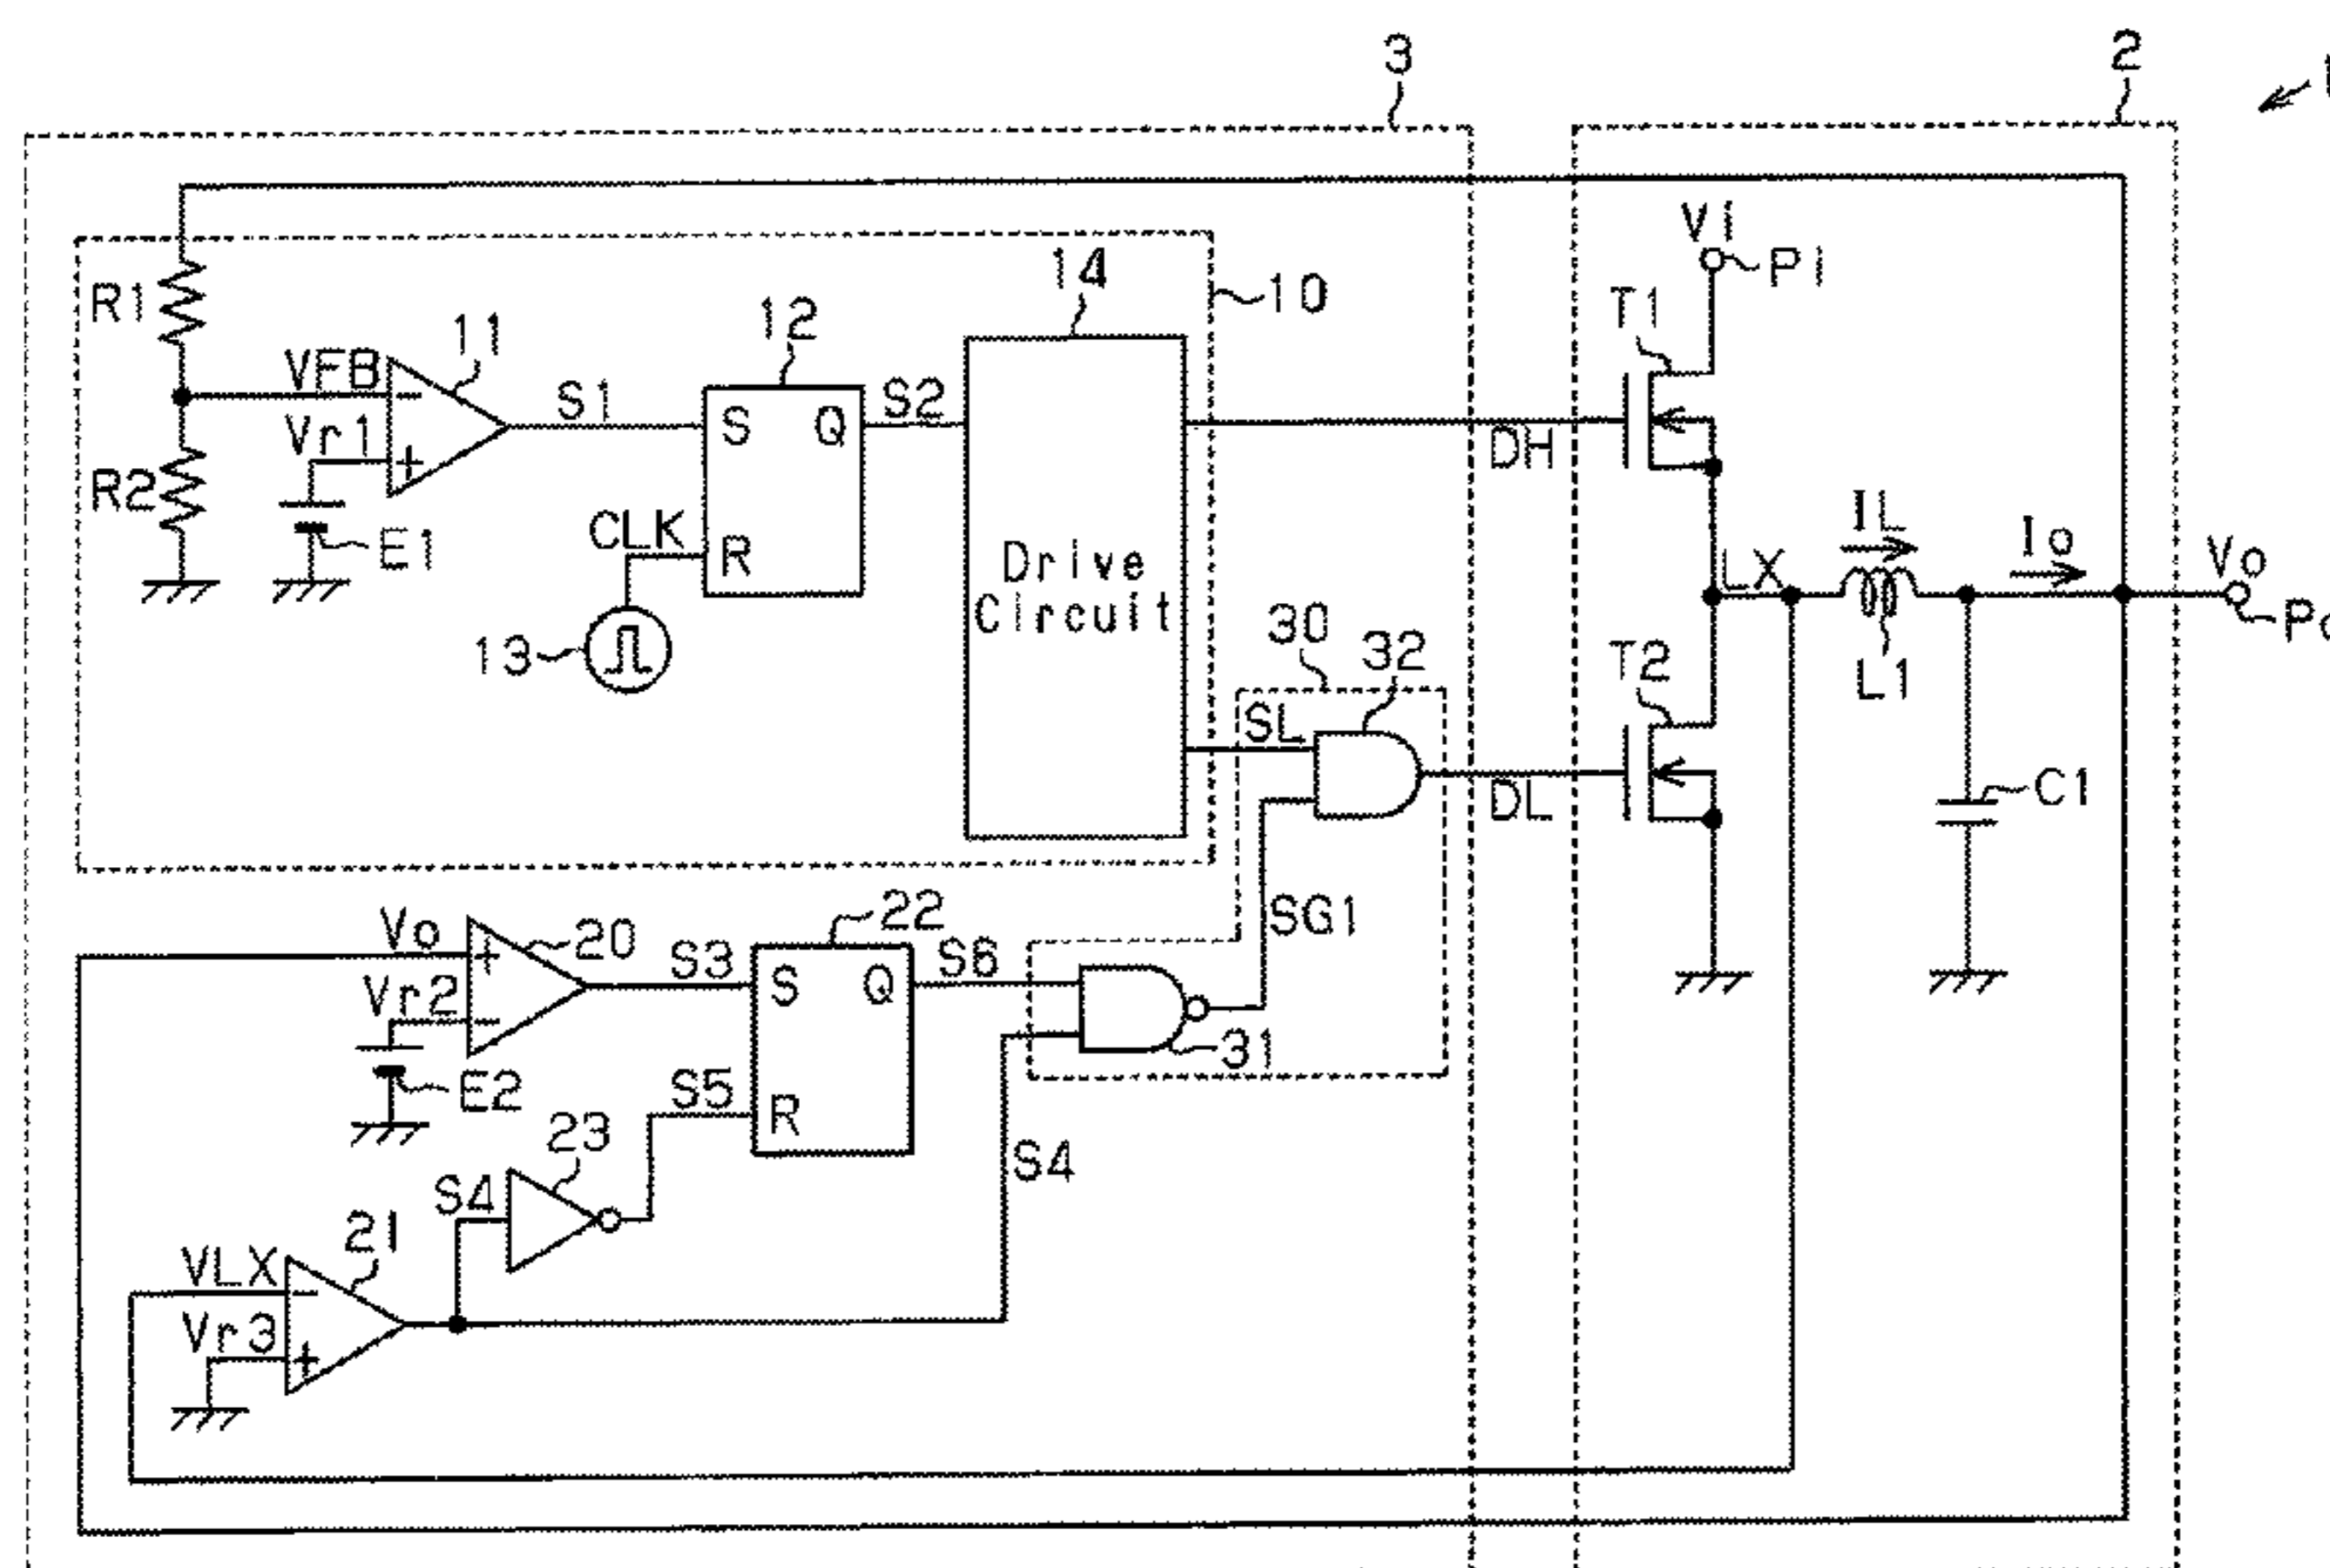 3
2
Vi
P1
T1
14
10
R1
12
11
VFB
S1
S
Q
S2
Vr1
DH
R2
E1
CLK
R
Drive
Circuit
IL
Io
LX
Vo
13
30
32
T2
L1
SL
C1
DL
SG1
Vo
20
22
S3
S
Q
S6
Vr2
31
E2
S5
R
23
S4
S4
21
VLX
Vr3